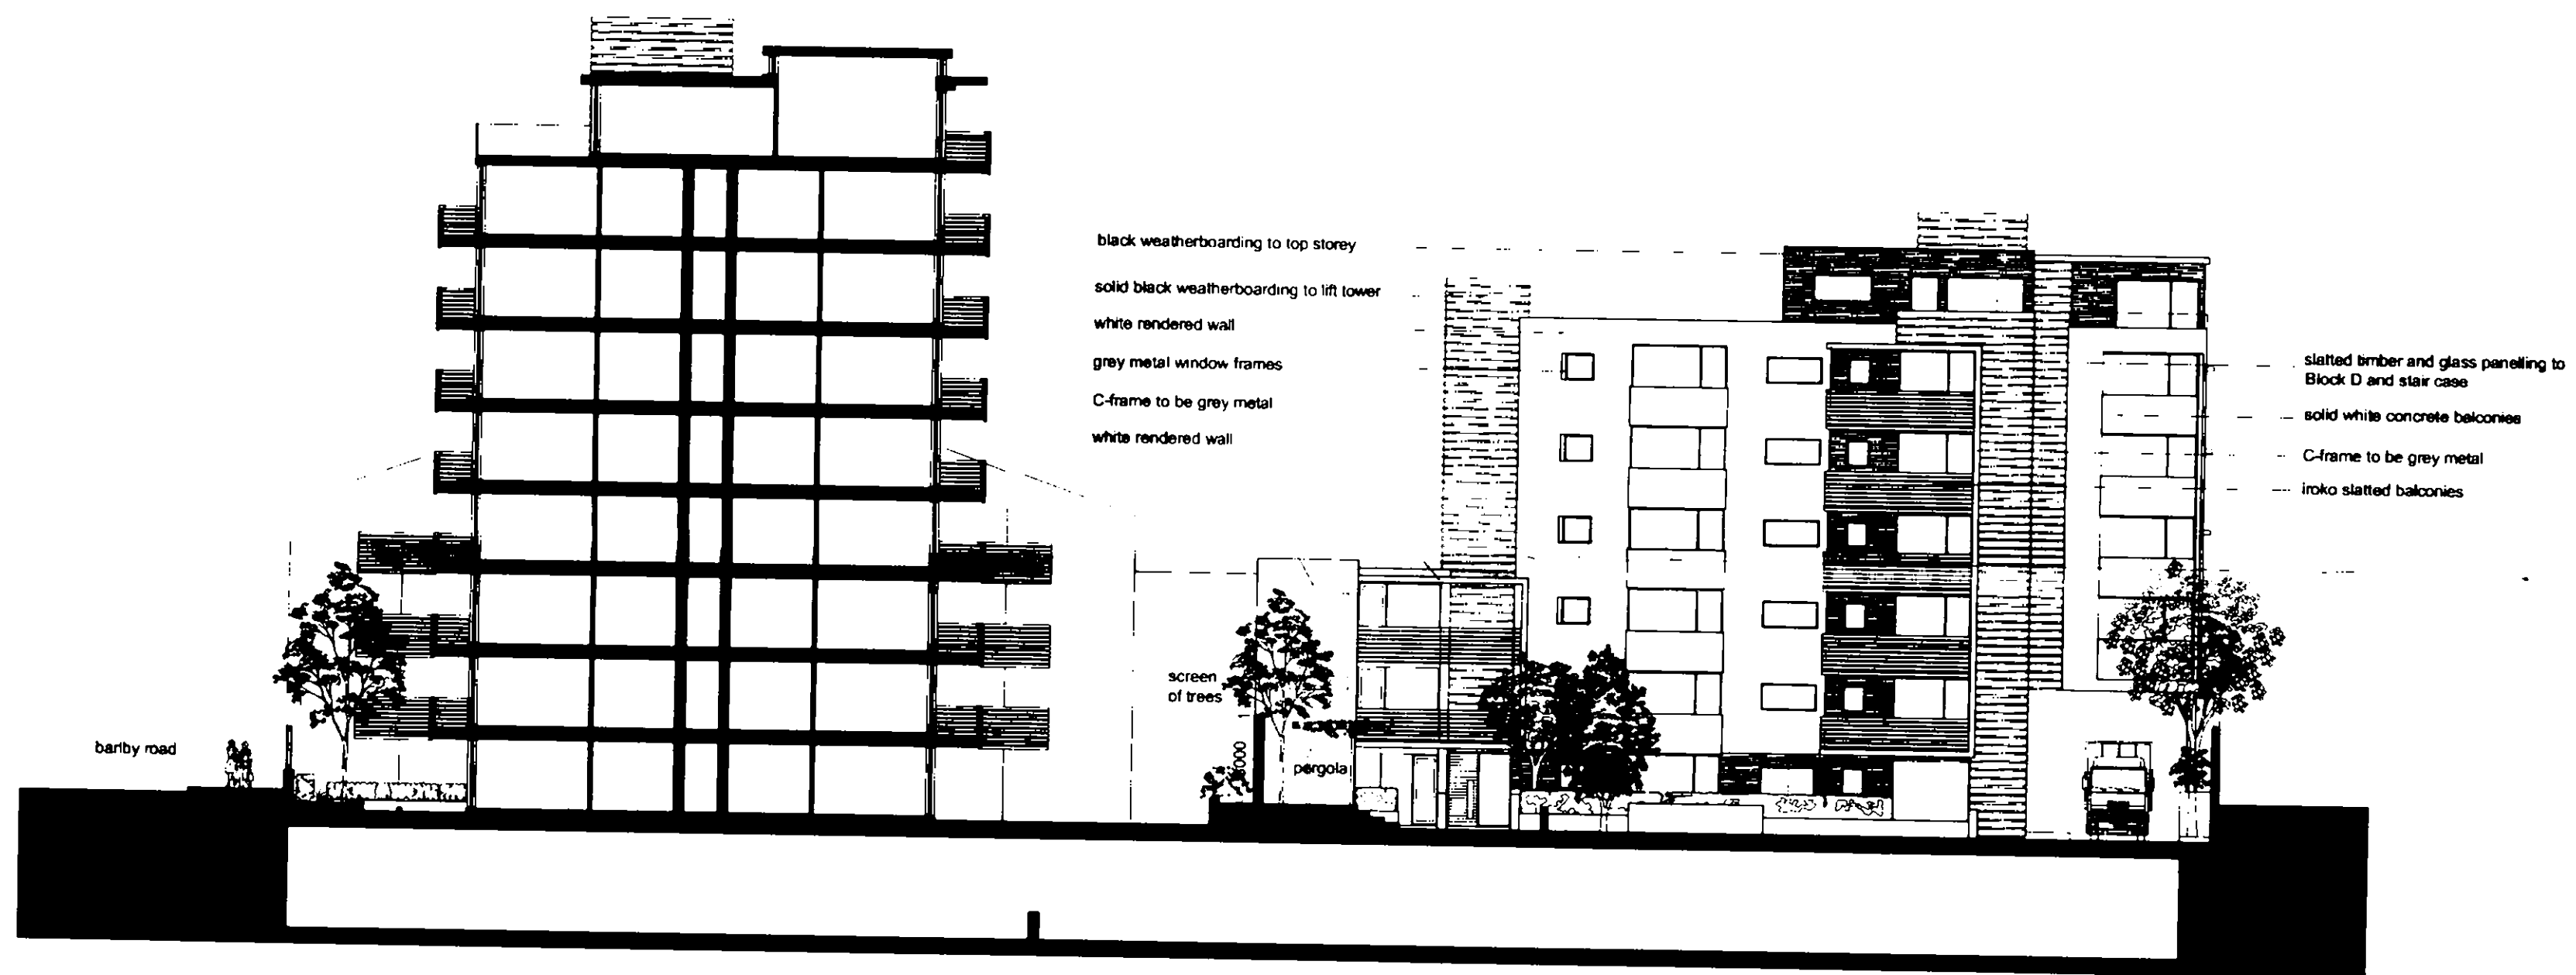 black weatherboarding to top storey
solid black weatherboarding to lift tower
white rendered wall
grey metal window frames
C-frame to be grey metal
white rendered wall
slatted timber and glass panelling to
Block D and stair case
solid white concrete balconies
C-frame to be grey metal
iroko slatted balconies
screen
of trees
barlby road
pergola